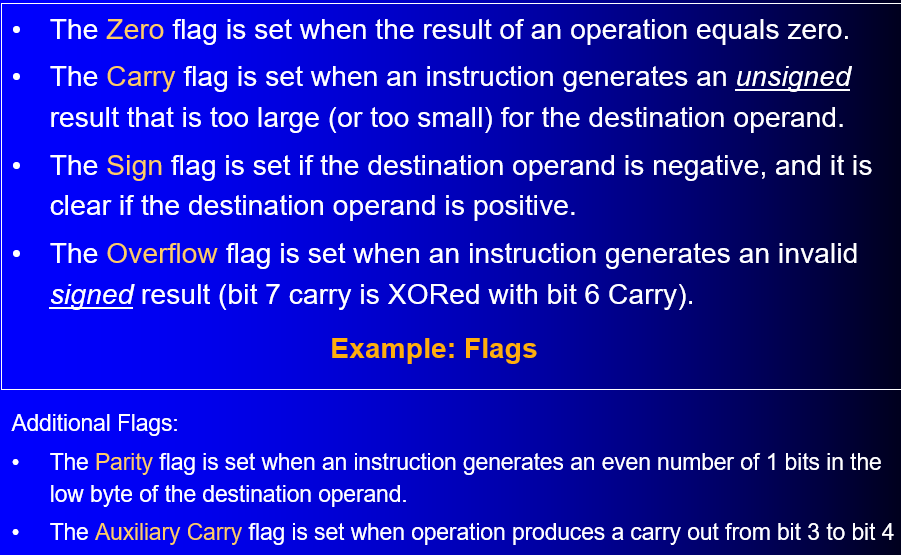 • The Zero flag is set when the result of an operation equals zero.
• The Carry flag is set when an instruction generates an unsigned
result that is too large (or too small) for the destination operand.
• The Sign flag is set if the destination operand is negative, and it is
clear if the destination operand is positive.
• The Overflow flag is set when an instruction generates an invalid
signed result (bit 7 carry is XORed with bit 6 Carry).
Example: Flags
Additional Flags:
• The Parity flag is set when an instruction generates an even number of 1 bits in the
low byte of the destination operand.
• The Auxiliary Carry flag is set when operation produces a carry out from bit 3 to bit 4